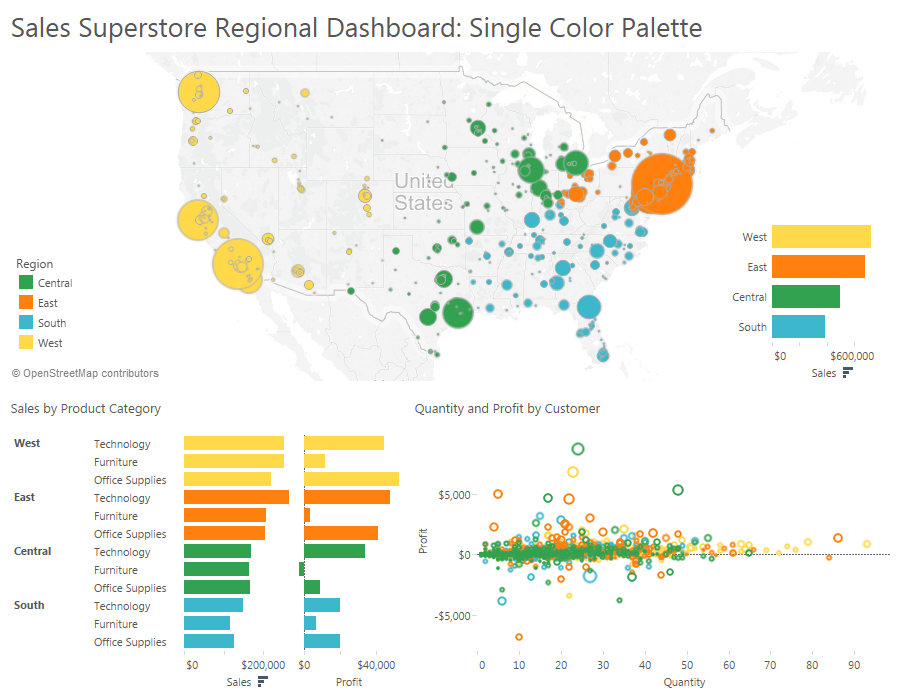 Sales Superstore Regional Dashboard: Single Color Palette
United
States
Region
Central
East
South
West
© OpenStreetMap contributors
West
East
Central
South
$0 $600,000
Sales
Sales by Product Category
West Technology
Furniture
Office Supplies
East Technology
Furniture
Office Supplies
Central Technology
Furniture
Office Supplies
South Technology
Furniture
Office Supplies
$0 $200,000 $0 $40,000
Sales Profit
Quantity and Profit by Customer
Profit
$5,000
$0
-$5,000
0 10 20 30 40 50 60 70 80 90
Quantity